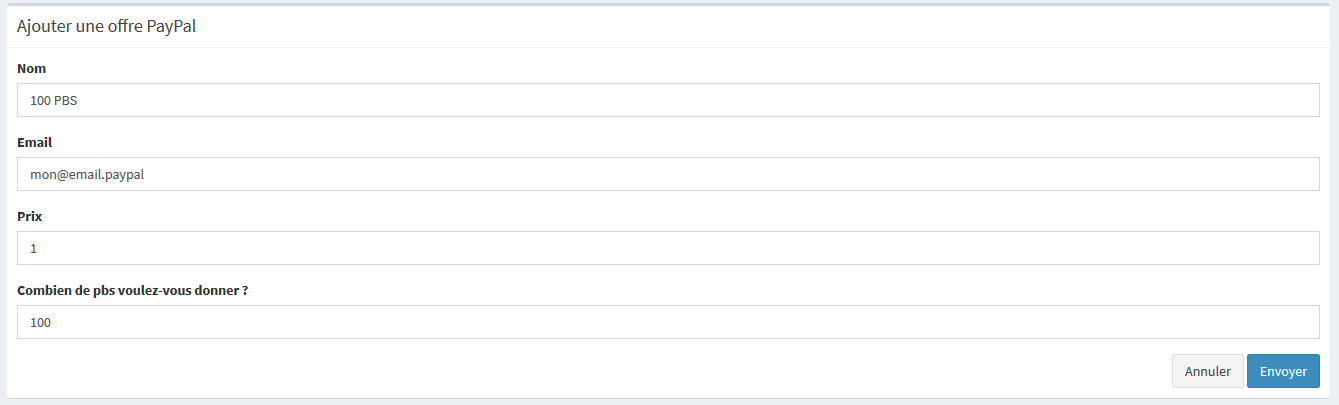 Ajouter une offre PayPal
Nom
100 PBS
Email
mon@email.paypal
Prix
1
Combien de pbs voulez-vous donner ?
100
Annuler
Envoyer